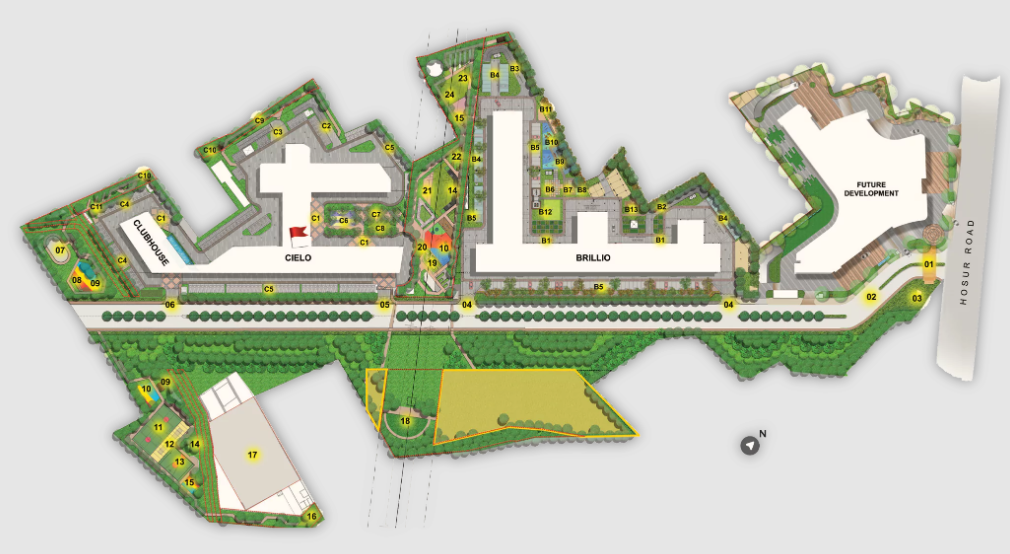 23
B4
B3
24
15
B11
C9
C3
C2
C10
C5
B5
B10
B4
22
B9
C10
C4
C11
C1
21
14
B6
B7
B8
C1
C6
C7
C8
B5
B12
B13
B2
B4
FUTURE
DEVELOPMENT
CLUBHOUSE
C4
07
08
09
CIELO
C1
20
10
19
B1
B1
BRILLIO
01
HOSUR ROAD
C5
B5
02
03
06
05
04
04
10
09
11
12
14
13
15
17
18
16
N